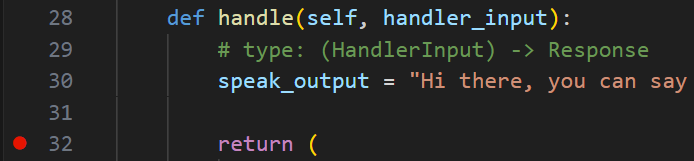 28 def handle(self, handler_input):
29 # type: (HandlerInput) -> Response
30 speak_output = "Hi there, you can say
31
32 return (